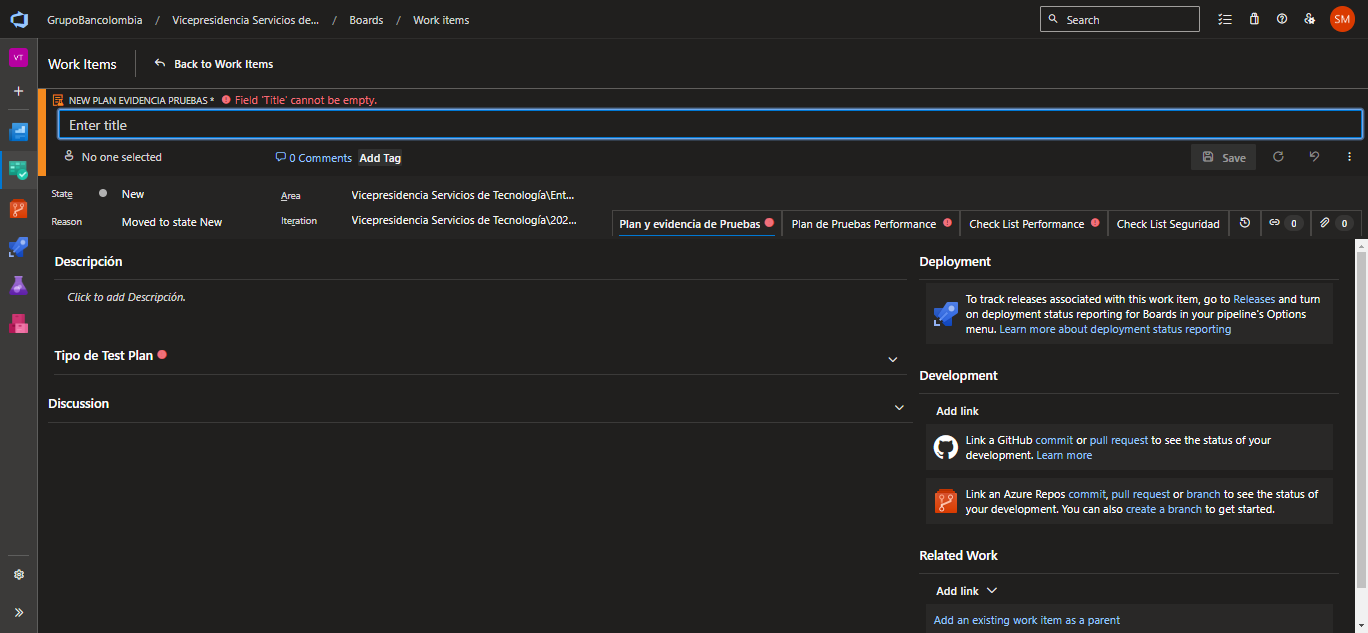 GrupoBancolombia / Vicepresidencia Servicios de... / Boards / Work items
Search
SM
VT
Work Items
Back to Work Items
NEW PLAN EVIDENCIA PRUEBAS * Field 'Title' cannot be empty.
Enter title
No one selected
0 Comments
Add Tag
Save
State
New
Area
Vicepresidencia Servicios de Tecnología\Ent...
Reason
Moved to state New
Iteration
Vicepresidencia Servicios de Tecnología\202...
Plan y evidencia de Pruebas
Plan de Pruebas Performance
Check List Performance
Check List Seguridad
0
0
Descripción
Click to add Descripción.
Tipo de Test Plan
Discussion
Deployment
To track releases associated with this work item, go to Releases and turn
on deployment status reporting for Boards in your pipeline's Options
menu. Learn more about deployment status reporting
Development
Add link
Link a GitHub commit or pull request to see the status of your
development. Learn more
Link an Azure Repos commit, pull request or branch to see the status of
your development. You can also create a branch to get started.
Related Work
Add link
Add an existing work item as a parent